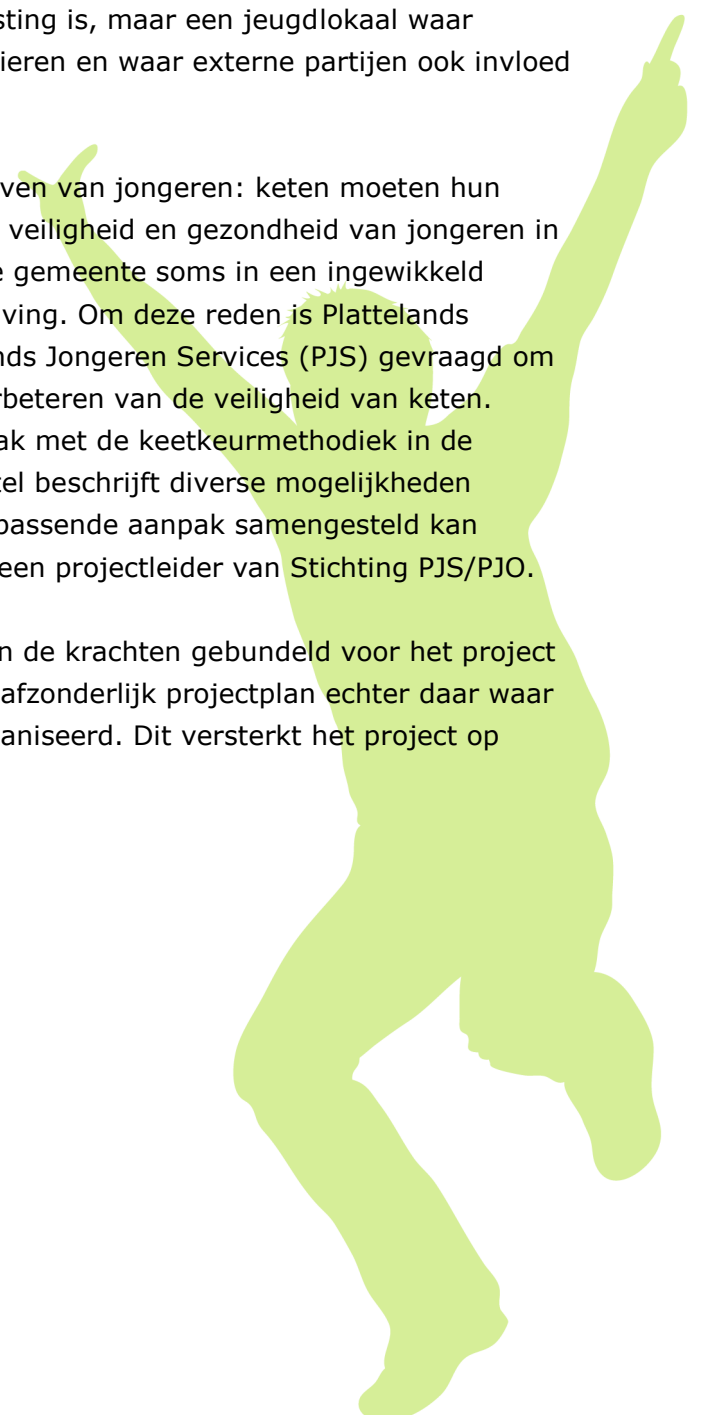 sting is, maar een jeugdlokaal waar
ieren en waar externe partijen ook invloed
ven van jongeren: keten moeten hun
veiligheid en gezondheid van jongeren in
e gemeente soms in een ingewikkeld
ving. Om deze reden is Plattelands
nds Jongeren Services (PJS) gevraagd om
rbeteren van de veiligheid van keten.
ak met de keetkeurmethodiek in de
tel beschrijft diverse mogelijkheden
passende aanpak samengesteld kan
een projectleider van Stichting PJS/PJO.
n de krachten gebundeld voor het project
afzonderlijk projectplan echter daar waar
aniseerd. Dit versterkt het project op